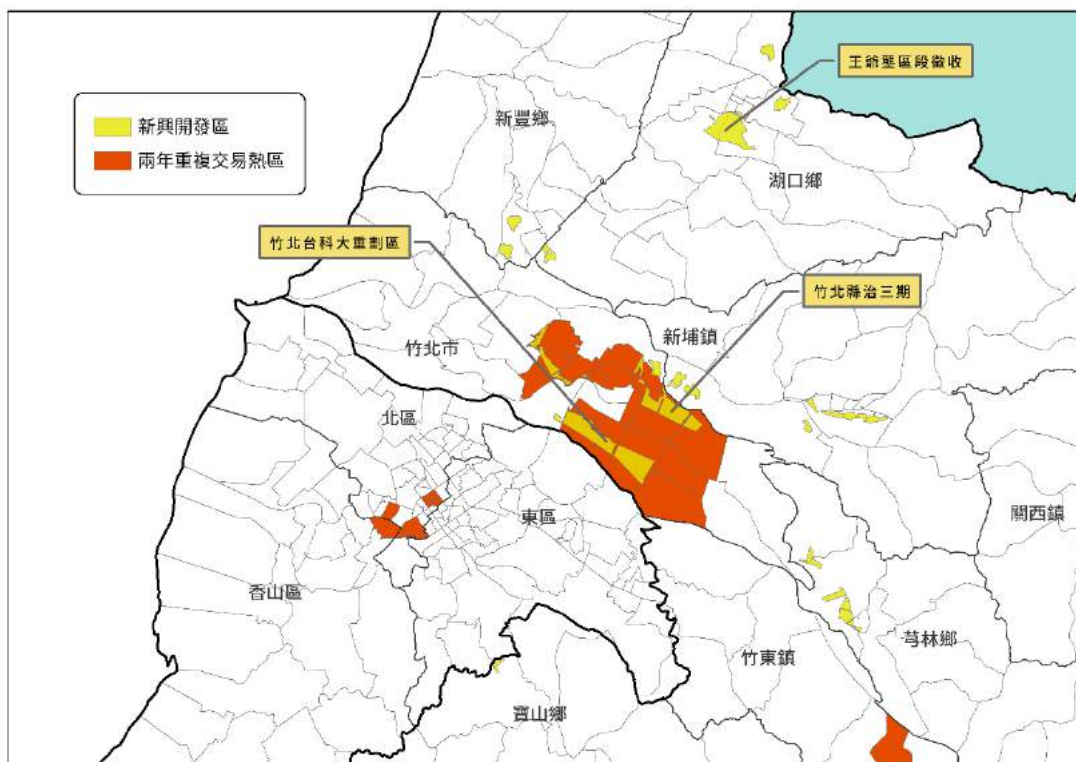 王爺壟區段徵收
新豐鄉
新興開發區
兩年重複交易熱區
湖口鄉
竹北台科大重劃區
竹北縣治三期
新埔鎮
竹北市
北區
東區
關西鎮
香山區
芎林鄉
竹東鎮
寶山鄉